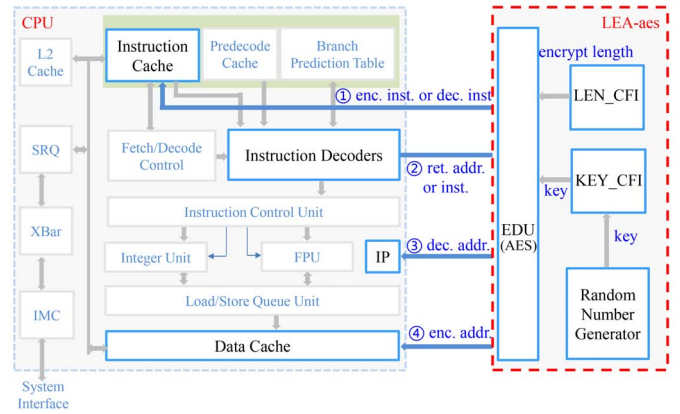 CPU
LEA-aes
L2
Cache
Instruction
Cache
Predecode
Cache
Branch
Prediction Table
encrypt length
① enc. inst. or dec. inst
LEN_CFI
SRQ
Fetch/Decode
Control
Instruction Decoders
② ret. addr.
or inst.
KEY_CFI
key
Instruction Control Unit
XBar
Integer Unit
FPU
IP
③ dec. addr.
EDU
(AES)
key
Load/Store Queue Unit
IMC
Random
Number
Generator
Data Cache
④ enc. addr.
System
Interface